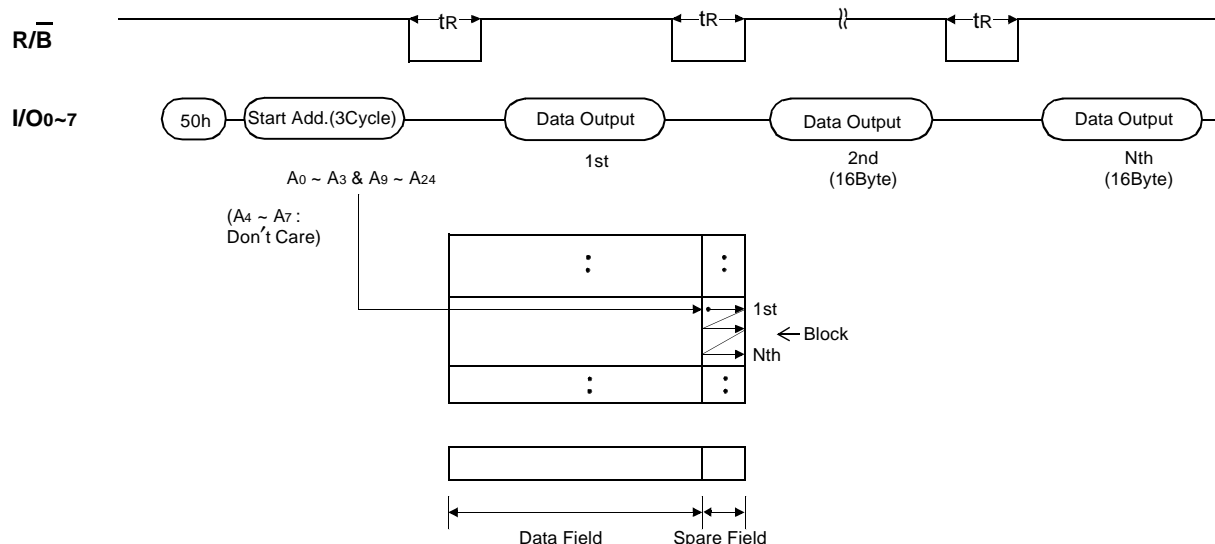 R/B
tR
tR
tR
I/O0~7
50h
Start Add.(3Cycle)
Data Output
Data Output
Data Output
1st
2nd
(16Byte)
Nth
(16Byte)
A0 ~ A3 & A9 ~ A24
(A4 ~ A7 :
Don't Care)
1st
Block
Nth
Data Field
Spare Field